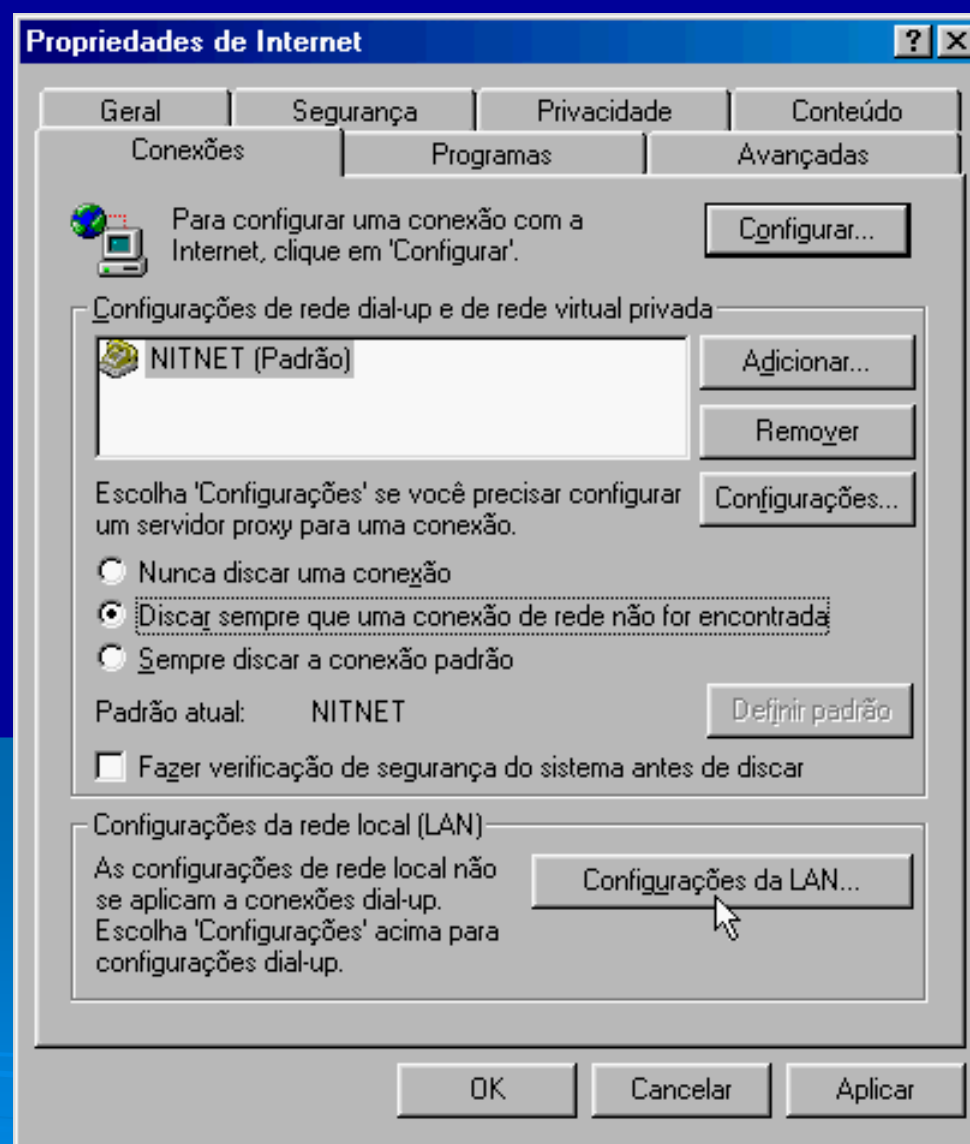 Propriedades de Internet
Geral Segurança Privacidade Conteúdo
Conexões Programas Avançadas
Para configurar uma conexão com a
Internet, clique em 'Configurar'.
Configurar...
Configurações de rede dial-up e de rede virtual privada
NITNET (Padrão)
Adicionar...
Remover
Escolha 'Configurações' se você precisar configurar
um servidor proxy para uma conexão.
Configurações...
Nunca discar uma conexão
Discar sempre que uma conexão de rede não for encontrada
Sempre discar a conexão padrão
Padrão atual: NITNET
Definir padrão
Fazer verificação de segurança do sistema antes de discar
Configurações da rede local (LAN)
As configurações de rede local não
se aplicam a conexões dial-up.
Escolha 'Configurações' acima para
configurações dial-up.
Configurações da LAN...
OK Cancelar Aplicar